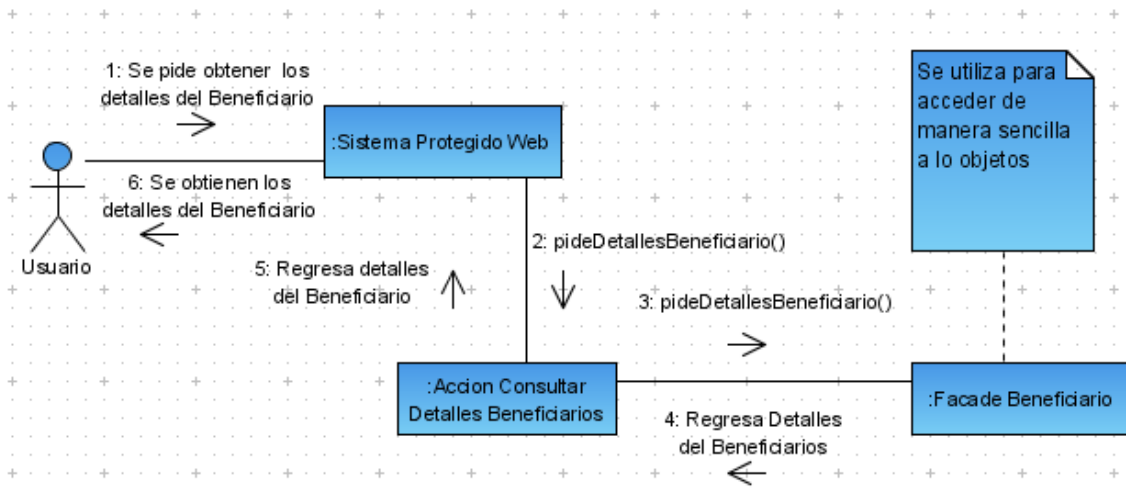 1: Se pide obtener los
detalles del Beneficiario
:Sistema Protegido Web
Se utiliza para
acceder de
manera sencilla
a lo objetos
6: Se obtienen los
detalles del Beneficiario
Usuario
2: pideDetallesBeneficiario()
5: Regresa detalles
del Beneficiario
3: pideDetallesBeneficiario()
:Accion Consultar
Detalles Beneficiarios
:Facade Beneficiario
4: Regresa Detalles
del Beneficiarios